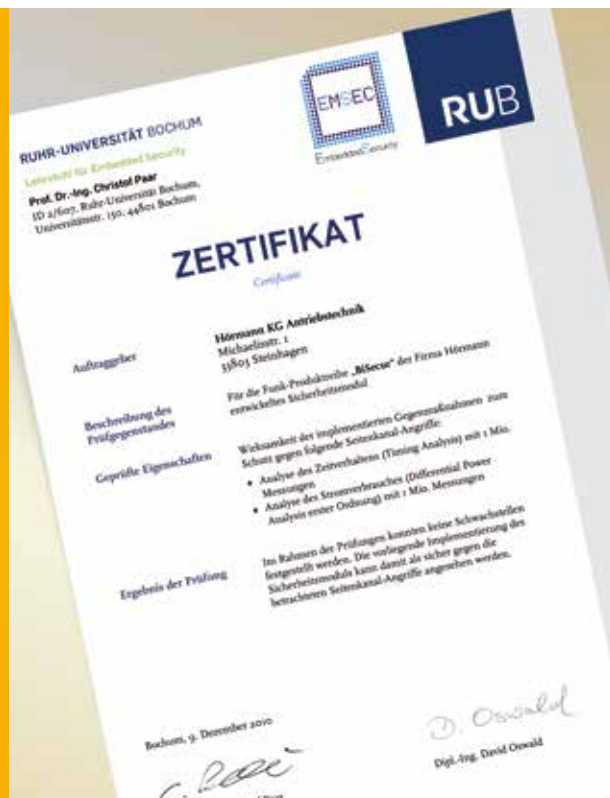 RUHR-UNIVERSITÄT BOCHUM
Lehrstuhl für Embedded Security
Prof. Dr.-Ing. Christof Paar
ID 2/607, Ruhr-Universität Bochum,
Universitätsstr. 150, 44801 Bochum
EMSEC
EmbeddedSecurity
RUB
ZERTIFIKAT
Certificate
Auftraggeber
Hörmann KG Antriebstechnik
Michaelisstr. 1
33803 Steinhagen
Beschreibung des
Prüfgegenstandes
Für die Funk-Produktreihe „BiSecur“ der Firma Hörmann
entwickeltes Sicherheitsmodul
Geprüfte Eigenschaften
Wirksamkeit der implementierten Gegenmaßnahmen zum
Schutz gegen folgende Seitenkanal-Angriffe:
• Analyse des Zeitverhaltens (Timing Analysis) mit 1 Mio.
Messungen
• Analyse des Stromverbrauches (Differential Power
Analysis erster Ordnung) mit 1 Mio. Messungen
Ergebnis der Prüfung
Im Rahmen der Prüfungen konnten keine Schwachstellen
festgestellt werden. Die vorliegende Implementierung des
Sicherheitsmoduls kann damit als sicher gegen die
betrachteten Seitenkanal-Angriffe angesehen werden.
Bochum, 9. Dezember 2010
D. Oswald
Dipl.-Ing. David Oswald